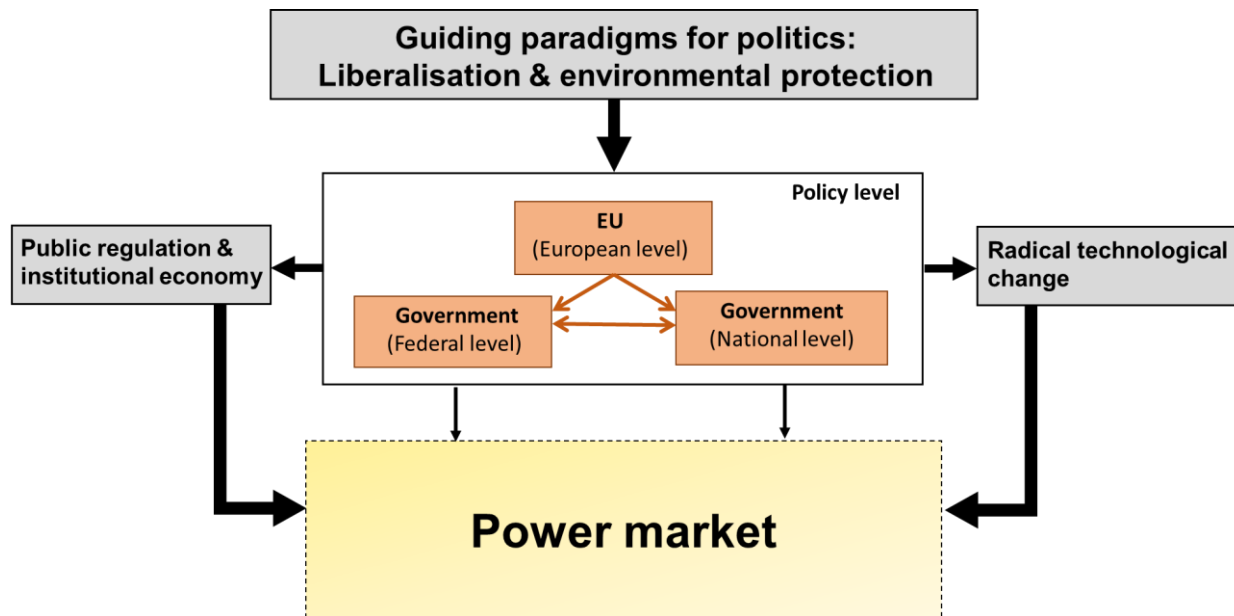 Guiding paradigms for politics:
Liberalisation & environmental protection
Policy level
EU
(European level)
Public regulation &
institutional economy
Radical technological
change
Government
(Federal level)
Government
(National level)
Power market